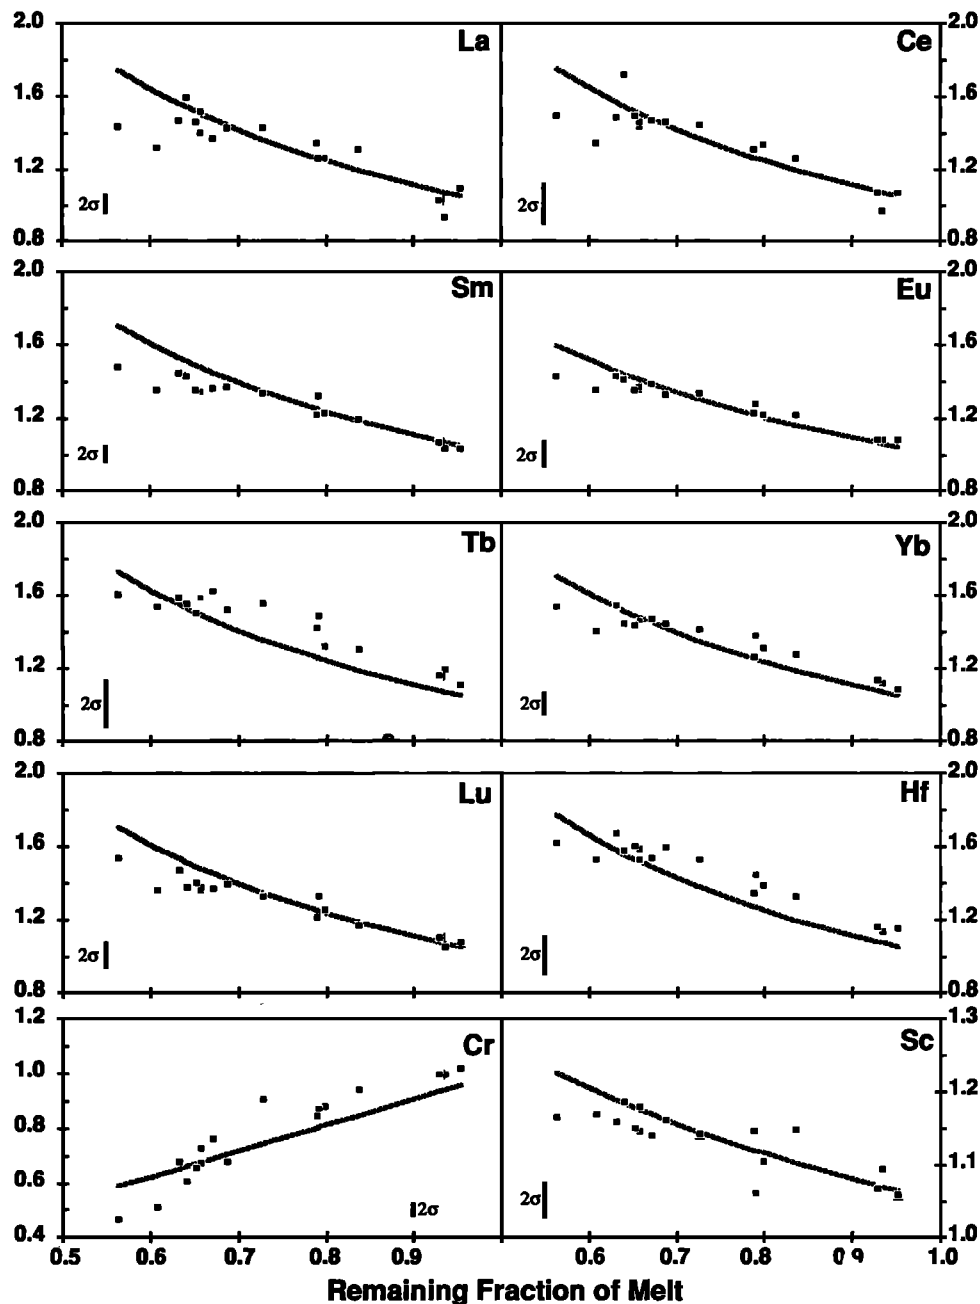 2.0 La Ce 2.0
1.6 1.6
1.2 1.2
2σ 2σ
0.8 0.8
2.0 Sm Eu 2.0
1.6 1.6
1.2 1.2
2σ 2σ
0.8 0.8
2.0 Tb Yb 2.0
1.6 1.6
1.2 1.2
2σ 2σ
0.8 0.8
2.0 Lu Hf 2.0
1.6 1.6
1.2 1.2
2σ 2σ
0.8 0.8
1.2 Cr Sc 1.3
1.0
0.8 1.2
0.6 1.1
2σ 2σ
0.4 1.0
0.5 0.6 0.7 0.8 0.9 0.6 0.7 0.8 0.9 1.0
Remaining Fraction of Melt